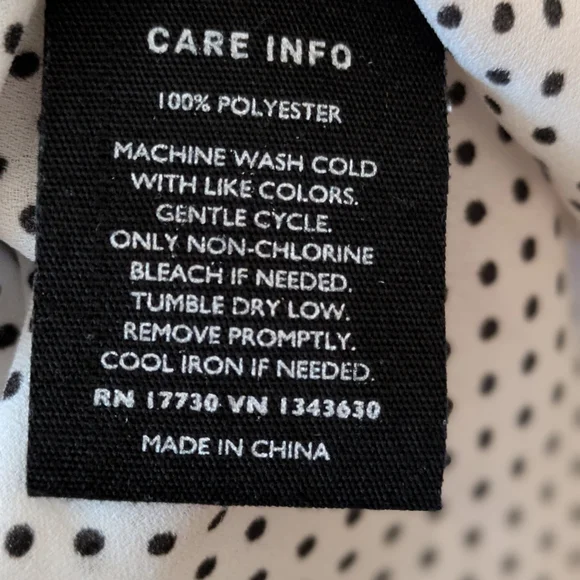 CARE INFO
100% POLYESTER
MACHINE WASH COLD
WITH LIKE COLORS.
GENTLE CYCLE.
ONLY NON-CHLORINE
BLEACH IF NEEDED.
TUMBLE DRY LOW.
REMOVE PROMPTLY.
COOL IRON IF NEEDED.
RN 17730 VN 1343630
MADE IN CHINA